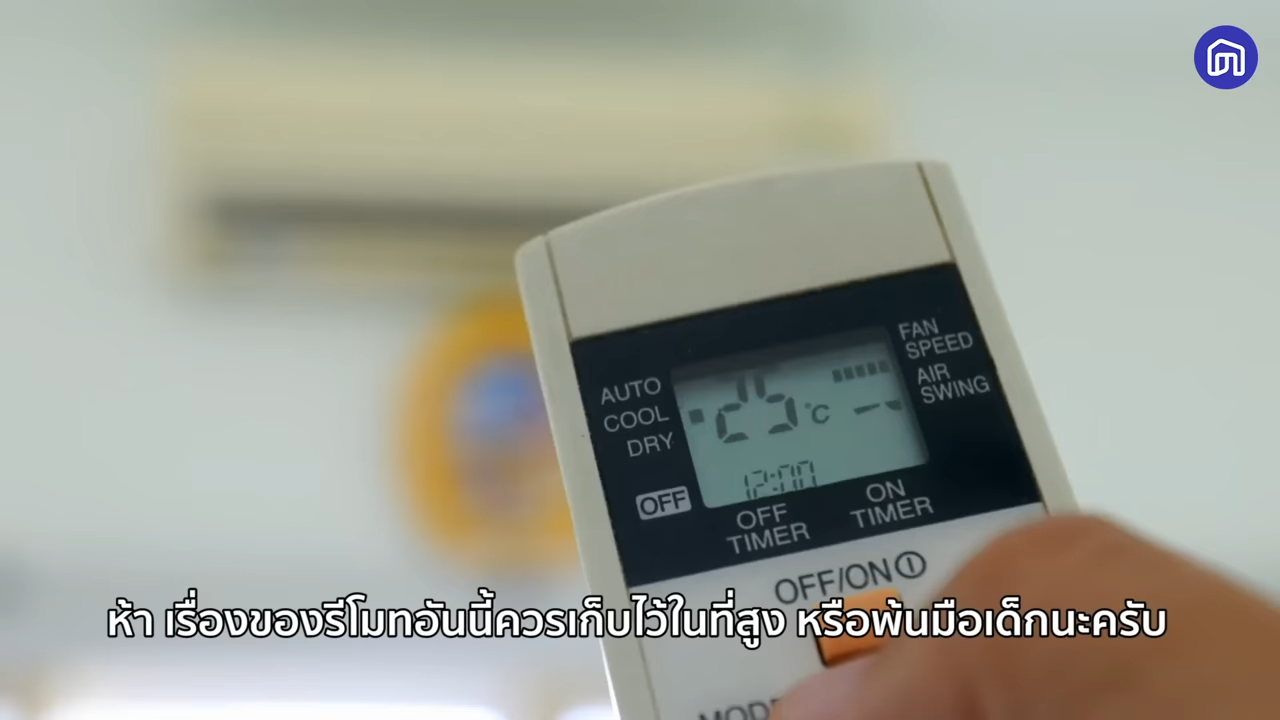 FAN
SPEED
AIR
SWING
AUTO
COOL
DRY
OFF
25°C
12:00
OFF
TIMER
ON
TIMER
OFF/ON
ห้า เรื่องของรีโมทอันนี้ควรเก็บไว้ในที่สูง หรือพ้นมือเด็กนะครับ